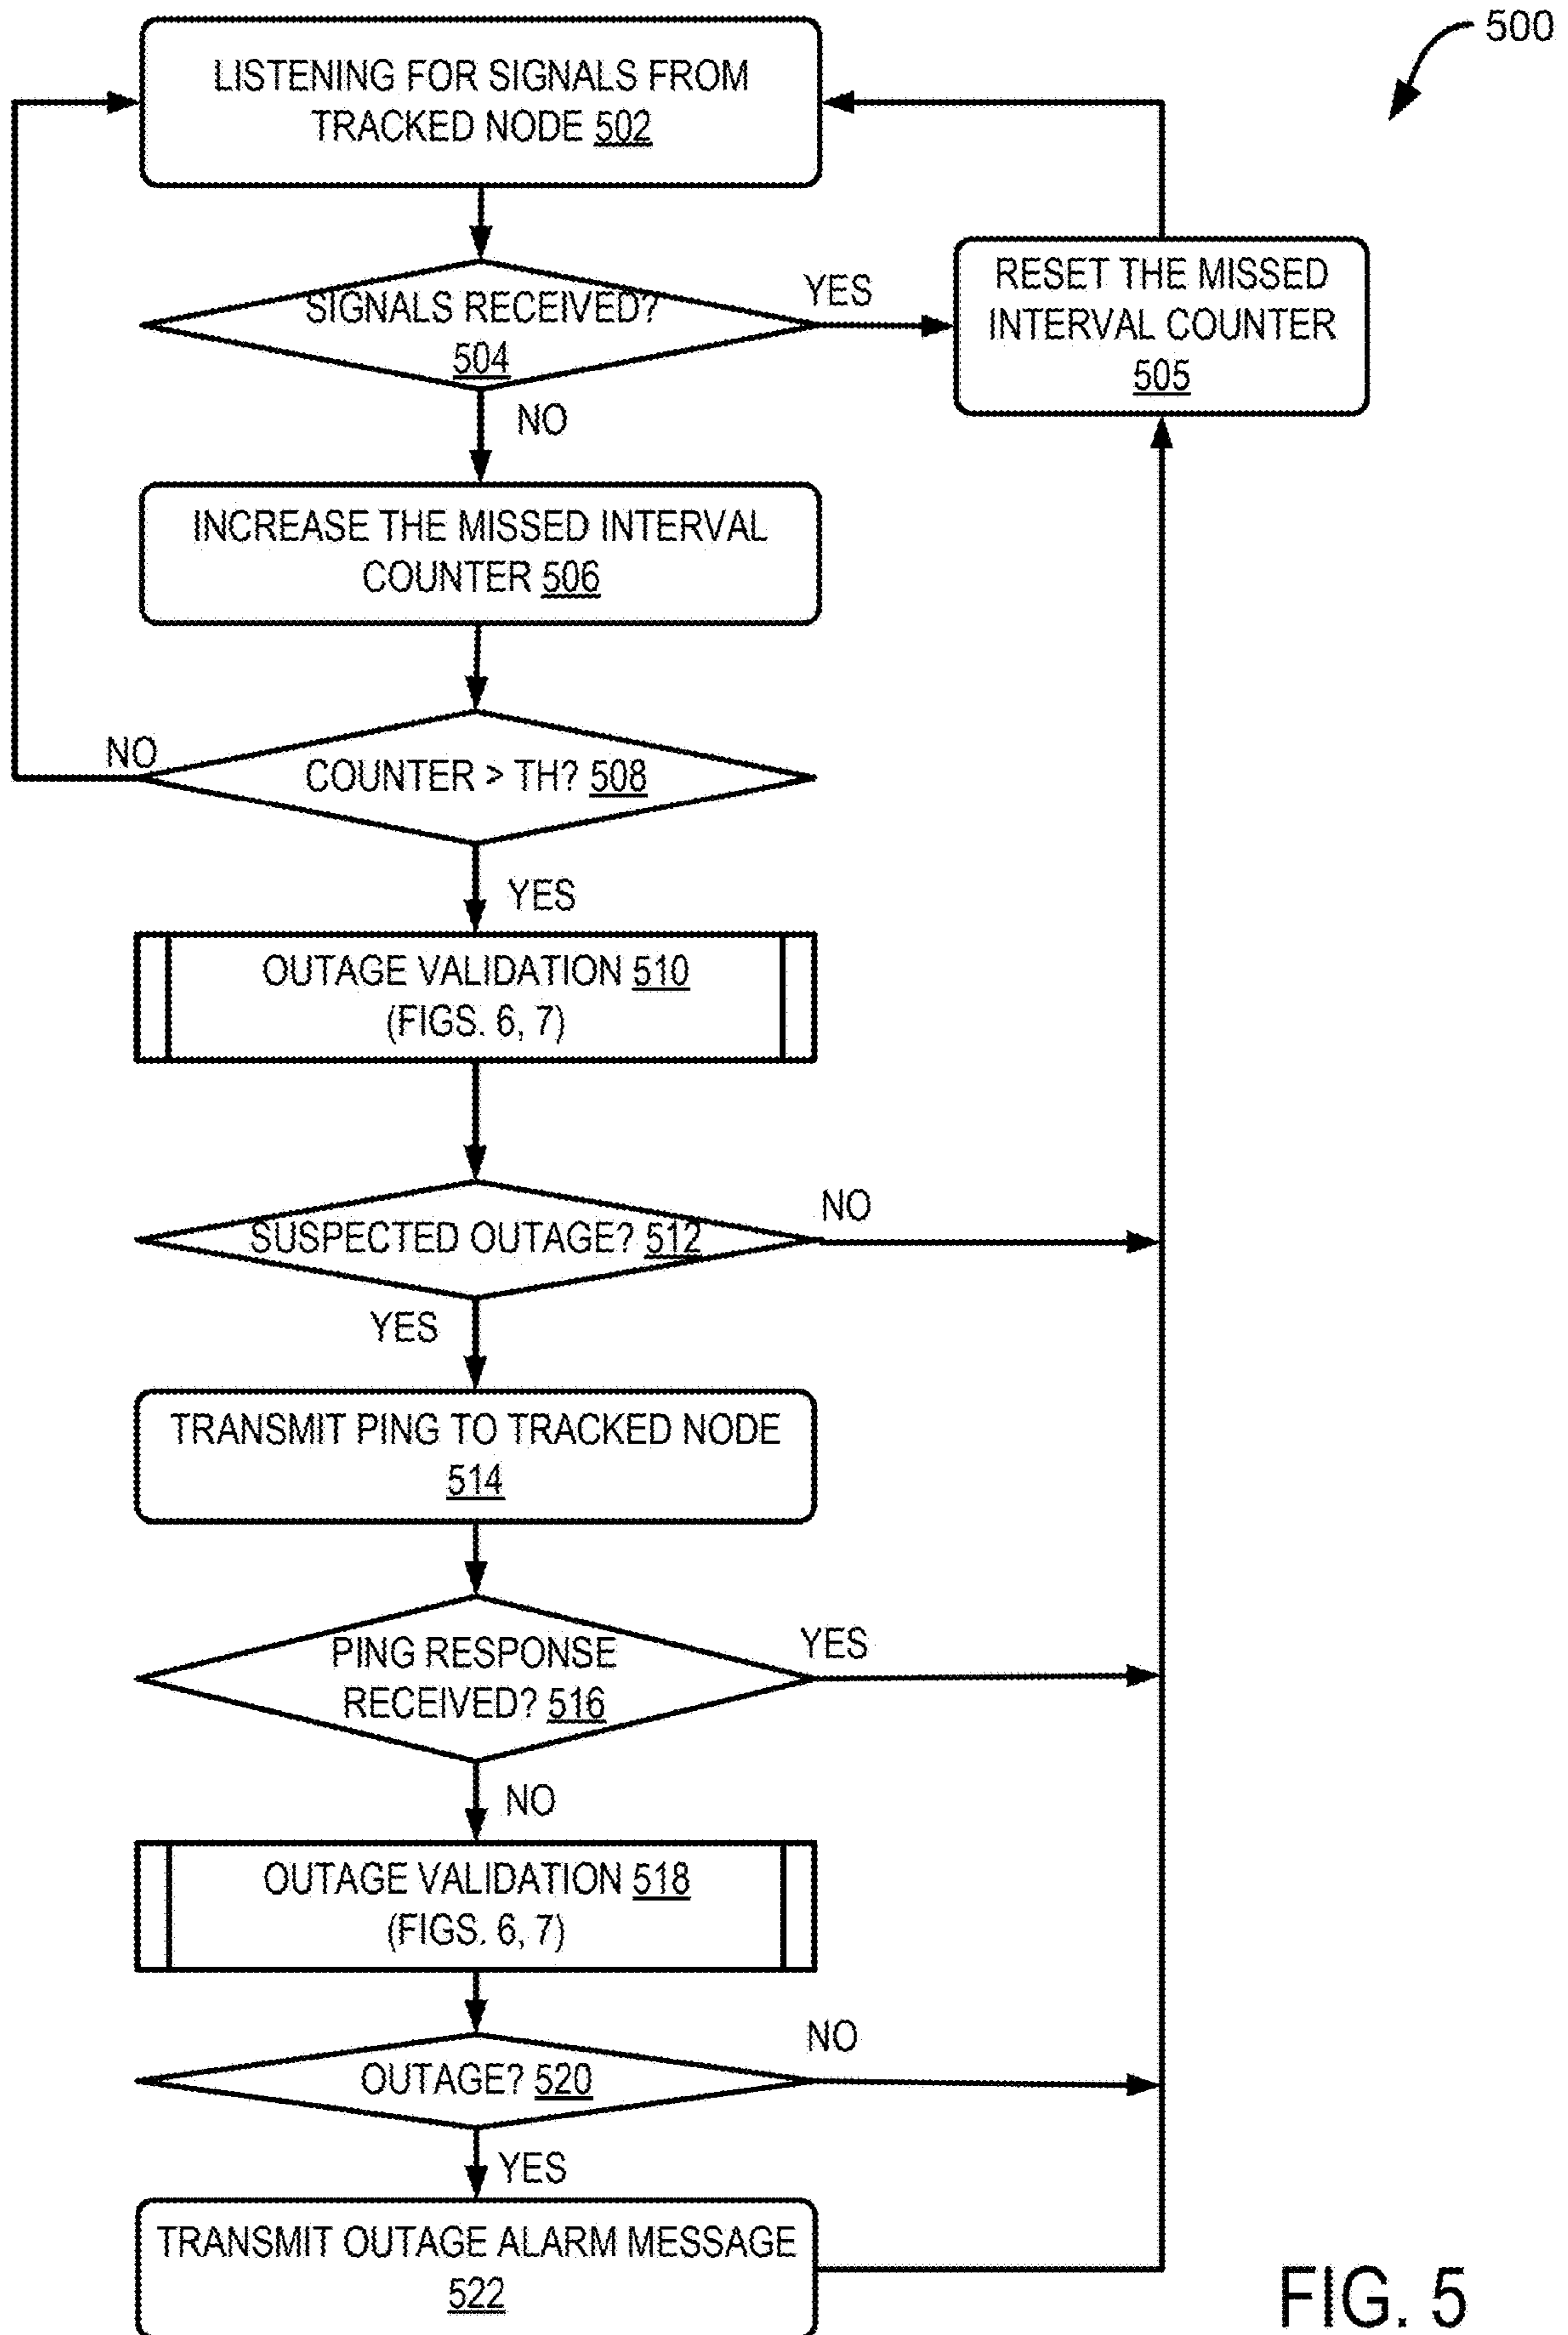 500
LISTENING FOR SIGNALS FROM
TRACKED NODE 502
SIGNALS RECEIVED?
504
YES
RESET THE MISSED
INTERVAL COUNTER
505
NO
INCREASE THE MISSED INTERVAL
COUNTER 506
NO
COUNTER > TH? 508
YES
OUTAGE VALIDATION 510
(FIGS. 6, 7)
SUSPECTED OUTAGE? 512
NO
YES
TRANSMIT PING TO TRACKED NODE
514
PING RESPONSE
RECEIVED? 516
YES
NO
OUTAGE VALIDATION 518
(FIGS. 6, 7)
OUTAGE? 520
NO
YES
TRANSMIT OUTAGE ALARM MESSAGE
522
FIG. 5